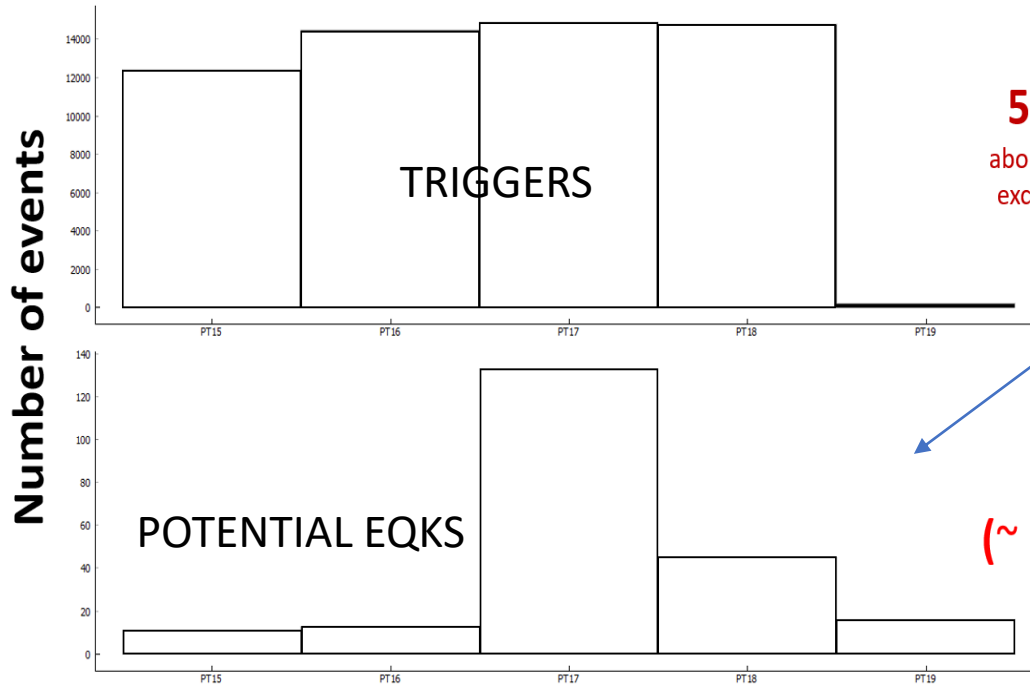 Number of events
14000
12000
10000
8000
6000
4000
2000
0
TRIGGERS
5
abo
exc
PT15 PT16 PT17 PT18 PT19
140
120
100
80
60
40
20
0
POTENTIAL EQKS
(~
PT15 PT16 PT17 PT18 PT19